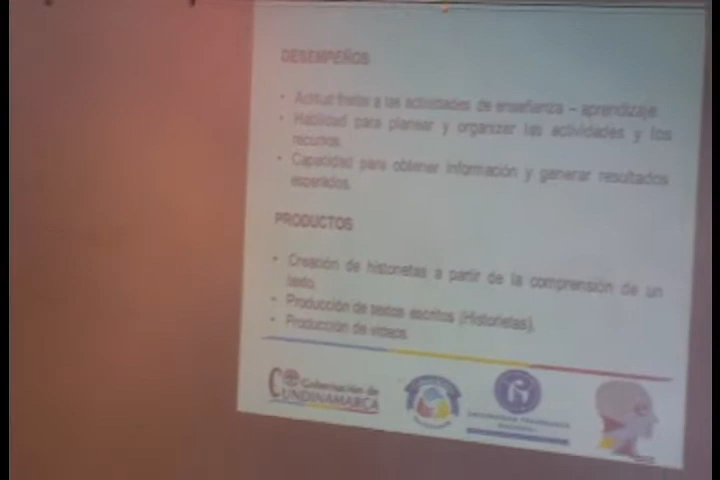 DESEMPEÑOS
• Actitud frente a las actividades de enseñanza – aprendizaje.
• Habilidad para planear y organizar las actividades y los
recursos.
• Capacidad para obtener información y generar resultados
esperados.
PRODUCTOS
• Creación de historietas a partir de la comprensión de un
texto.
• Producción de textos escritos (Historietas).
• Producción de videos.
Gobernación de
CUNDINAMARCA